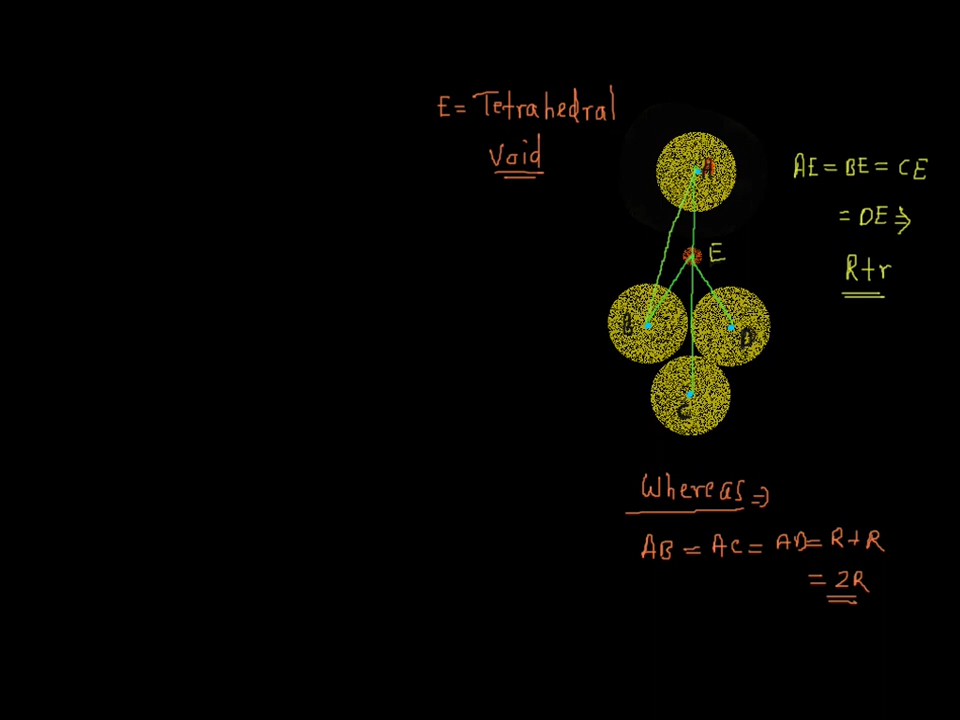 E = Tetrahedral
Void
A
AE = BE = CE
= DE ⇒
R+r
E
B
D
C
Whereas ⇒
AB = AC = AD = R+R
= 2R